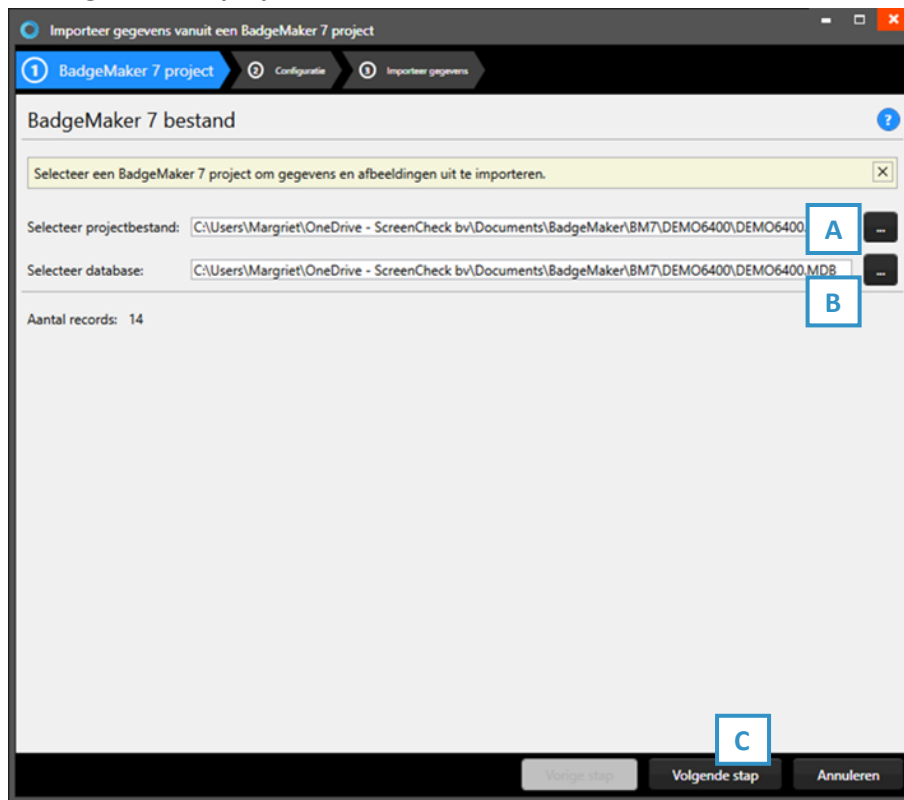 Importeer gegevens vanuit een BadgeMaker 7 project
1 BadgeMaker 7 project 2 Configuratie 3 Importeer gegevens
BadgeMaker 7 bestand ?
Selecteer een BadgeMaker 7 project om gegevens en afbeeldingen uit te importeren.
Selecteer projectbestand: C:\Users\Margriet\OneDrive - ScreenCheck bv\Documents\BadgeMaker\BM7\DEMO6400\DEMO6400. A ...
Selecteer database: C:\Users\Margriet\OneDrive - ScreenCheck bv\Documents\BadgeMaker\BM7\DEMO6400\DEMO6400.MDB ...
B
Aantal records: 14
C
Vorige stap Volgende stap Annuleren